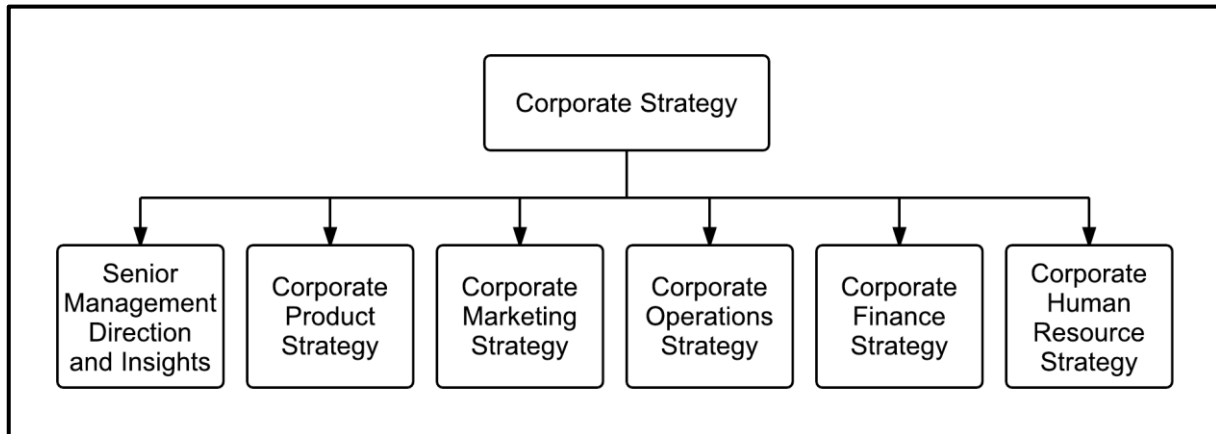 Corporate Strategy
Senior
Management
Direction
and Insights
Corporate
Product
Strategy
Corporate
Marketing
Strategy
Corporate
Operations
Strategy
Corporate
Finance
Strategy
Corporate
Human
Resource
Strategy